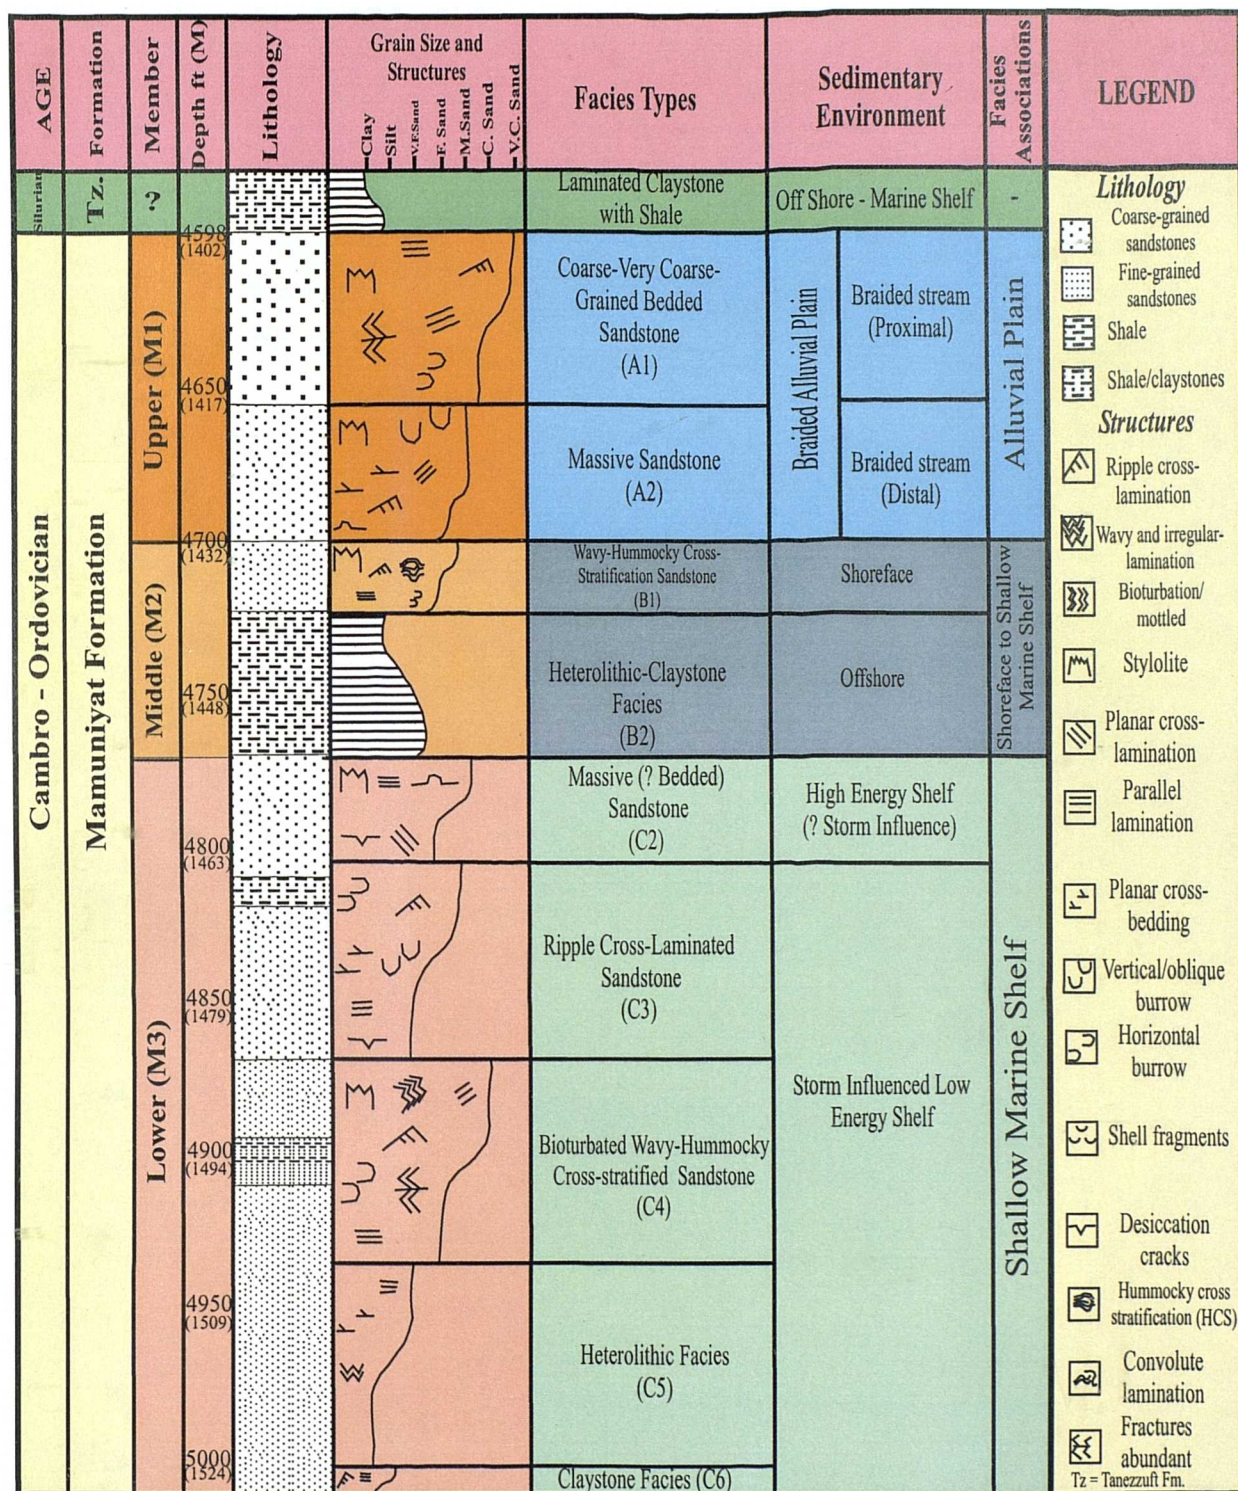 AGE
Formation
Member
Depth ft (M)
Lithology
Grain Size and
Structures
Clay
Silt
V.F.Sand
F. Sand
M.Sand
C. Sand
V.C. Sand
Facies Types
Sedimentary
Environment
Facies
Associations
LEGEND
Silurian
Tz.
?
Laminated Claystone
with Shale
Off Shore - Marine Shelf
-
Cambro - Ordovician
Mamuniyat Formation
Upper (M1)
Middle (M2)
Lower (M3)
4598
(1402)
4650
(1417)
4700
(1432)
4750
(1448)
4800
(1463)
4850
(1479)
4900
(1494)
4950
(1509)
5000
(1524)
Coarse-Very Coarse-
Grained Bedded
Sandstone
(A1)
Massive Sandstone
(A2)
Wavy-Hummocky Cross-
Stratification Sandstone
(B1)
Heterolithic-Claystone
Facies
(B2)
Massive (? Bedded)
Sandstone
(C2)
Ripple Cross-Laminated
Sandstone
(C3)
Bioturbated Wavy-Hummocky
Cross-stratified Sandstone
(C4)
Heterolithic Facies
(C5)
Claystone Facies (C6)
Braided Alluvial Plain
Braided stream
(Proximal)
Braided stream
(Distal)
Shoreface
Offshore
High Energy Shelf
(? Storm Influence)
Storm Influenced Low
Energy Shelf
Alluvial Plain
Shoreface to Shallow
Marine Shelf
Shallow Marine Shelf
Lithology
Coarse-grained
sandstones
Fine-grained
sandstones
Shale
Shale/claystones
Structures
Ripple cross-
lamination
Wavy and irregular-
lamination
Bioturbation/
mottled
Stylolite
Planar cross-
lamination
Parallel
lamination
Planar cross-
bedding
Vertical/oblique
burrow
Horizontal
burrow
Shell fragments
Desiccation
cracks
Hummocky cross
stratification (HCS)
Convolute
lamination
Fractures
abundant
Tz = Tanezzuft Fm.